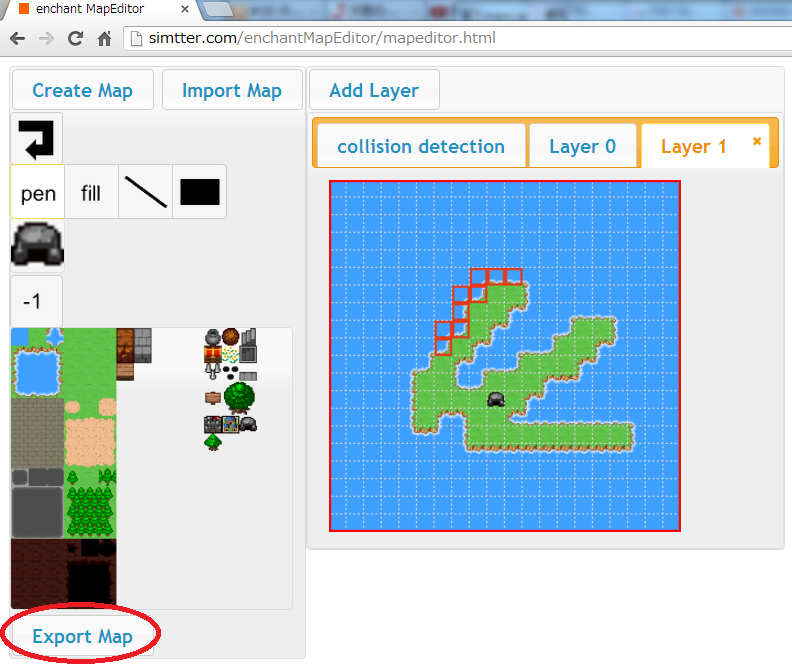 enchant MapEditor
simtter.com/enchantMapEditor/mapeditor.html
Create Map
Import Map
Add Layer
collision detection
Layer 0
Layer 1
pen
fill
-1
Export Map